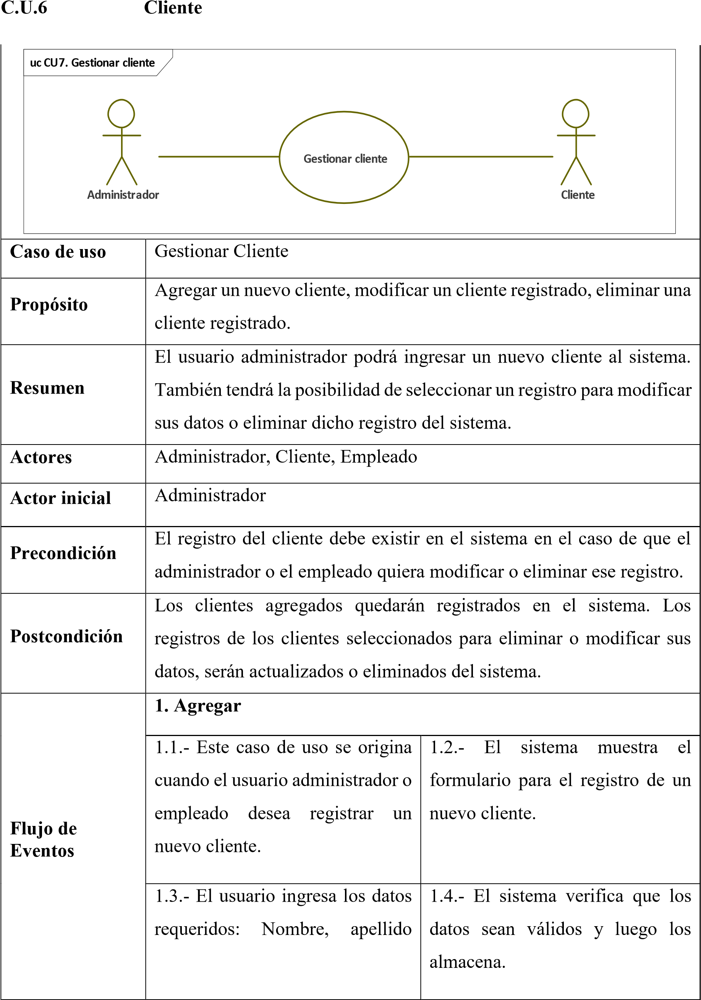 C.U.6 Cliente
uc CU7. Gestionar cliente
Gestionar cliente
Administrador
Cliente
Caso de uso
Gestionar Cliente
Propósito
Agregar un nuevo cliente, modificar un cliente registrado, eliminar una
cliente registrado.
Resumen
El usuario administrador podrá ingresar un nuevo cliente al sistema.
También tendrá la posibilidad de seleccionar un registro para modificar
sus datos o eliminar dicho registro del sistema.
Actores
Administrador, Cliente, Empleado
Actor inicial
Administrador
Precondición
El registro del cliente debe existir en el sistema en el caso de que el
administrador o el empleado quiera modificar o eliminar ese registro.
Postcondición
Los clientes agregados quedarán registrados en el sistema. Los
registros de los clientes seleccionados para eliminar o modificar sus
datos, serán actualizados o eliminados del sistema.
Flujo de
Eventos
1. Agregar
1.1.- Este caso de uso se origina
cuando el usuario administrador o
empleado desea registrar un
nuevo cliente.
1.2.- El sistema muestra el
formulario para el registro de un
nuevo cliente.
1.3.- El usuario ingresa los datos
requeridos: Nombre, apellido
1.4.- El sistema verifica que los
datos sean válidos y luego los
almacena.